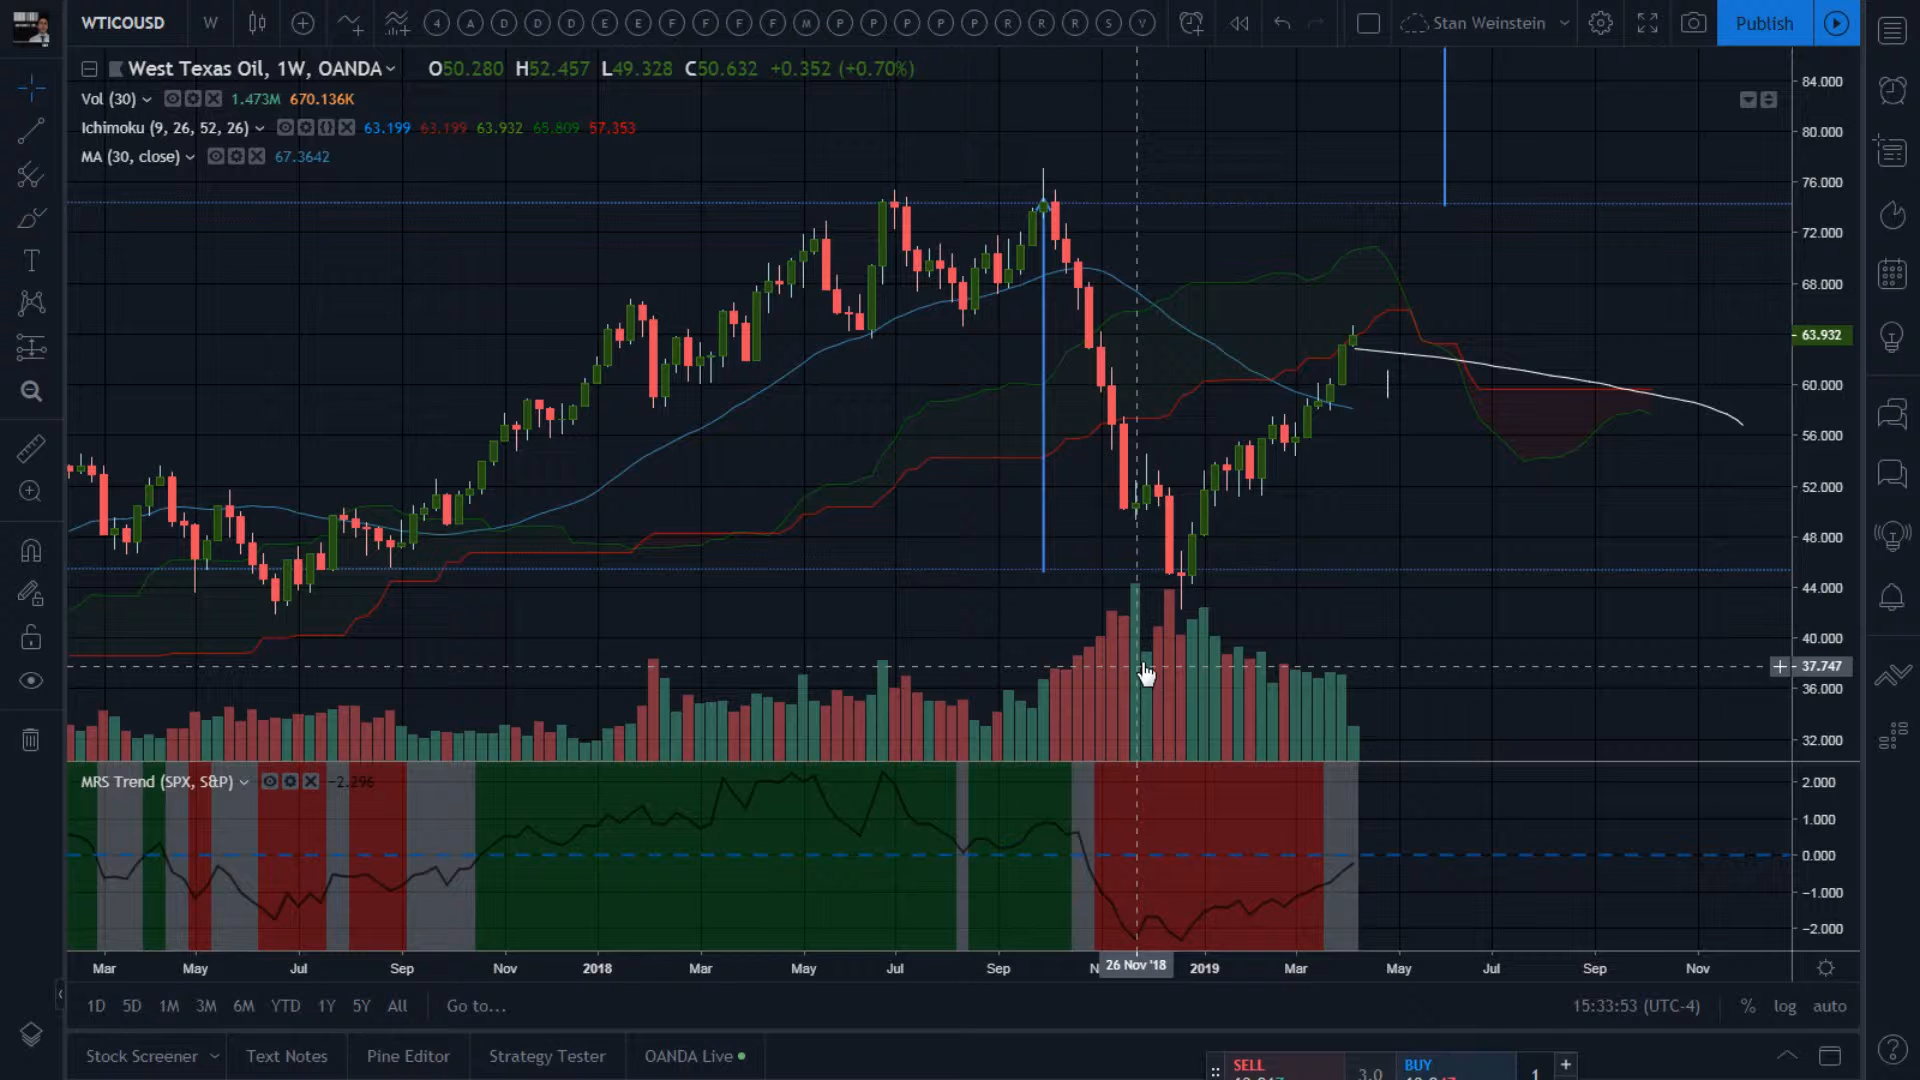 WTICOUSD W 4 A D D D E E F F F F M P P P P P R R R S V Stan Weinstein Publish
West Texas Oil, 1W, OANDA O50.280 H52.457 L49.328 C50.632 +0.352 (+0.70%)
Vol (30) 1.473M 670.136K
Ichimoku (9, 26, 52, 26) 63.199 63.199 63.932 65.809 57.353
MA (30, close) 67.3642
84.000
80.000
76.000
72.000
68.000
63.932
60.000
56.000
52.000
48.000
44.000
40.000
37.747
36.000
32.000
MRS Trend (SPX, S&P) −2.296
2.000
1.000
0.000
−1.000
−2.000
Mar May Jul Sep Nov 2018 Mar May Jul Sep N 26 Nov '18 2019 Mar May Jul Sep Nov
1D 5D 1M 3M 6M YTD 1Y 5Y All Go to... 15:33:53 (UTC-4) % log auto
Stock Screener Text Notes Pine Editor Strategy Tester OANDA Live
SELL 3.0 BUY 1